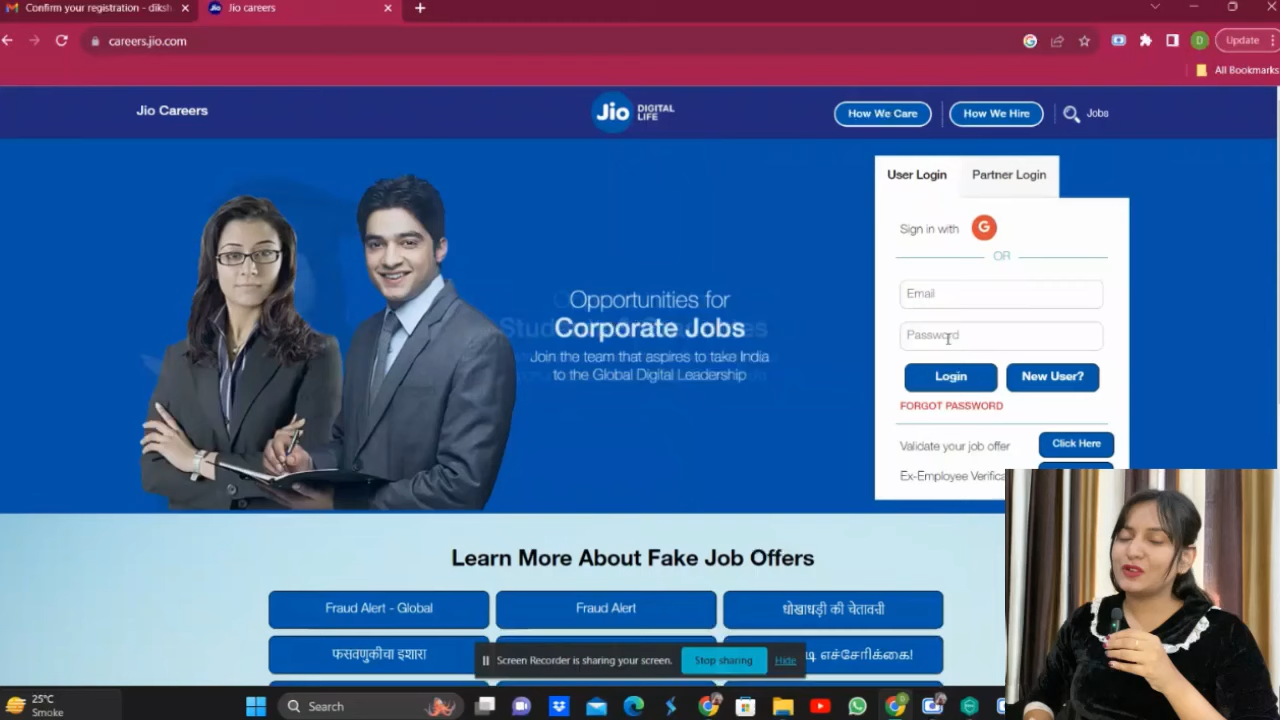 Confirm your registration - diksh
Jio careers
careers.jio.com
D
Update
All Bookmarks
Jio Careers
Jio DIGITAL LIFE
How We Care
How We Hire
Jobs
User Login
Partner Login
Sign in with G
OR
Email
Password
Login
New User?
FORGOT PASSWORD
Validate your job offer
Click Here
Ex-Employee
Opportunities for
Corporate Jobs
Join the team that aspires to take India
to the Global Digital Leadership
Learn More About Fake Job Offers
Fraud Alert - Global
Fraud Alert
धोखाधड़ी की चेतावनी
फसवणुकीचा इशारा
எச்சரிக்கை!
Screen Recorder is sharing your screen.
Stop sharing
Hide
25°C
Smoke
Search